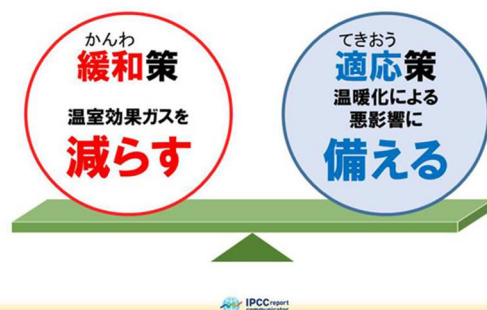 かんわ
緩和策
温室効果ガスを
減らす
てきおう
適応策
温暖化による
悪影響に
備える
IPCC report
communicator